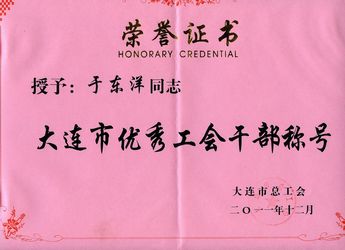 荣誉证书
HONORARY CREDENTIAL
授予：于东洋同志
大连市优秀工会干部称号
大连市总工会
二〇一一年十二月